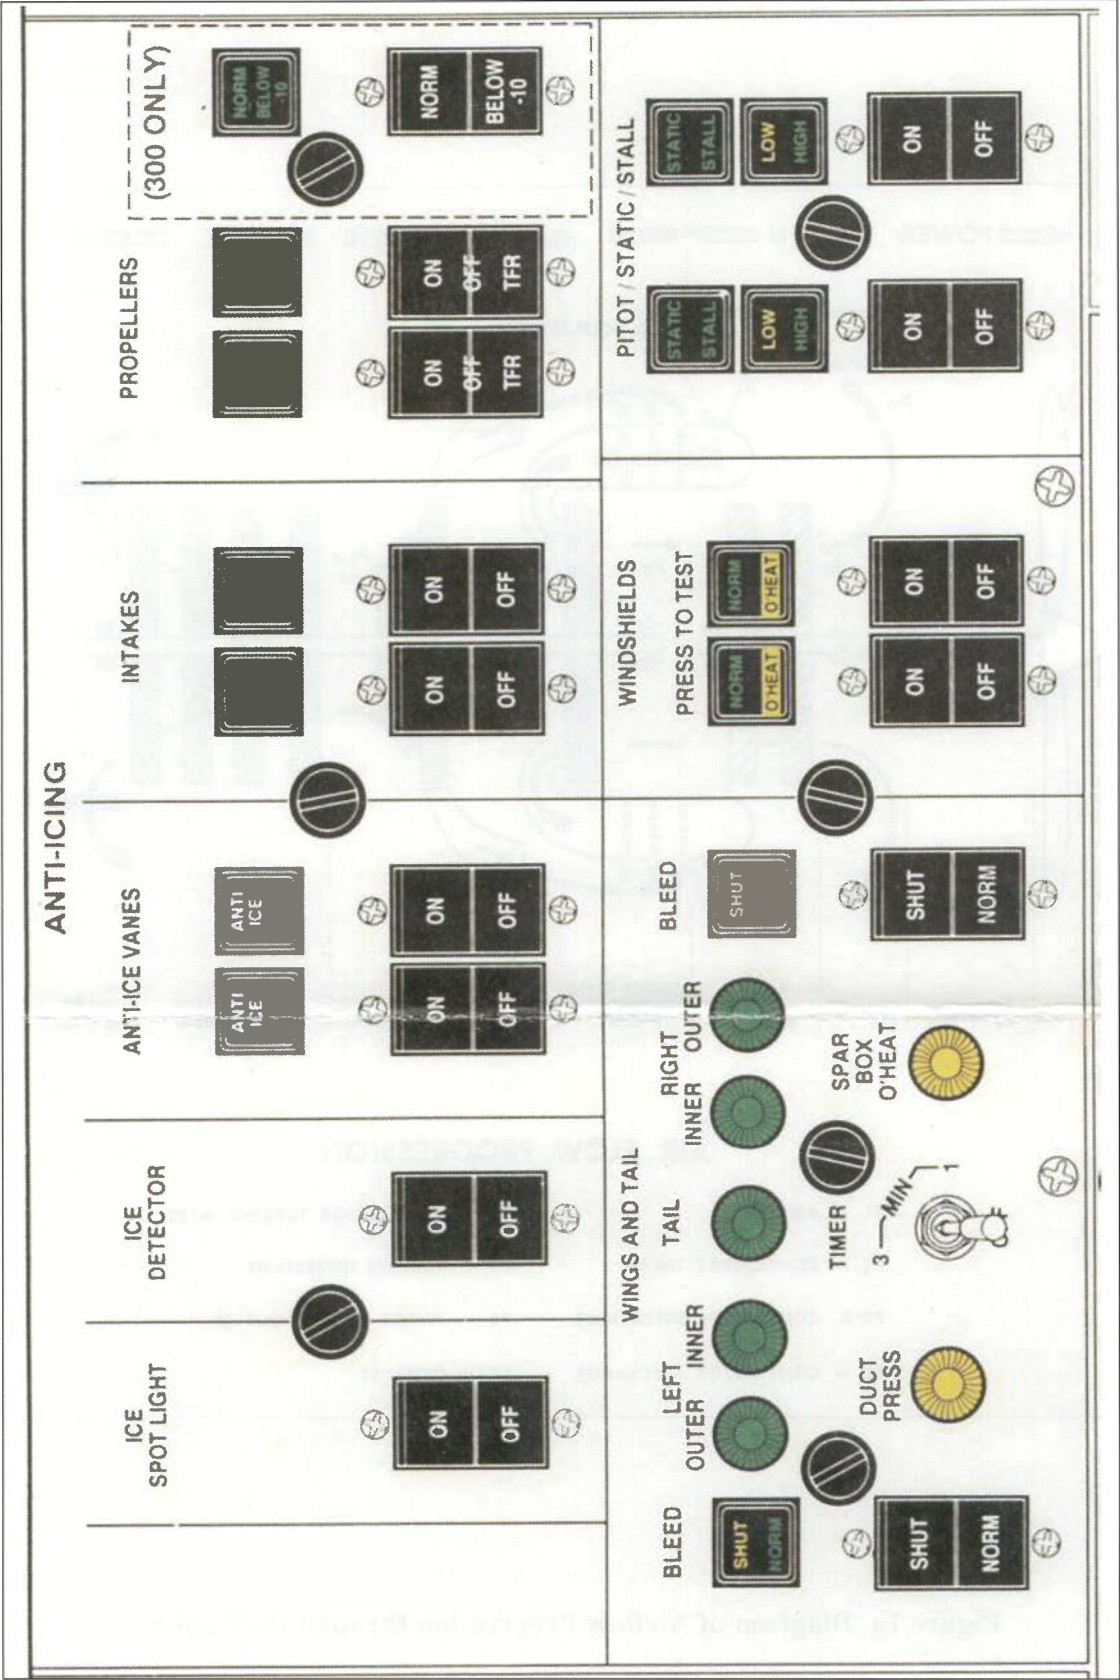 ANTI-ICING
ICE
SPOT LIGHT
ON
OFF
ICE
DETECTOR
ON
OFF
ANTI-ICE VANES
ANTI
ICE
ANTI
ICE
ON
OFF
ON
OFF
INTAKES
ON
OFF
ON
OFF
PROPELLERS
ON
OFF
TFR
ON
OFF
TFR
(300 ONLY)
NORM
BELOW
-10
NORM
BELOW
-10
BLEED
SHUT
NORM
SHUT
NORM
WINGS AND TAIL
LEFT
OUTER
INNER
TAIL
RIGHT
INNER
OUTER
DUCT
PRESS
TIMER
3
MIN
1
SPAR
BOX
O'HEAT
BLEED
SHUT
SHUT
NORM
WINDSHIELDS
PRESS TO TEST
NORM
O'HEAT
NORM
O'HEAT
ON
OFF
ON
OFF
PITOT / STATIC / STALL
STATIC
STALL
LOW
HIGH
ON
OFF
STATIC
STALL
LOW
HIGH
ON
OFF